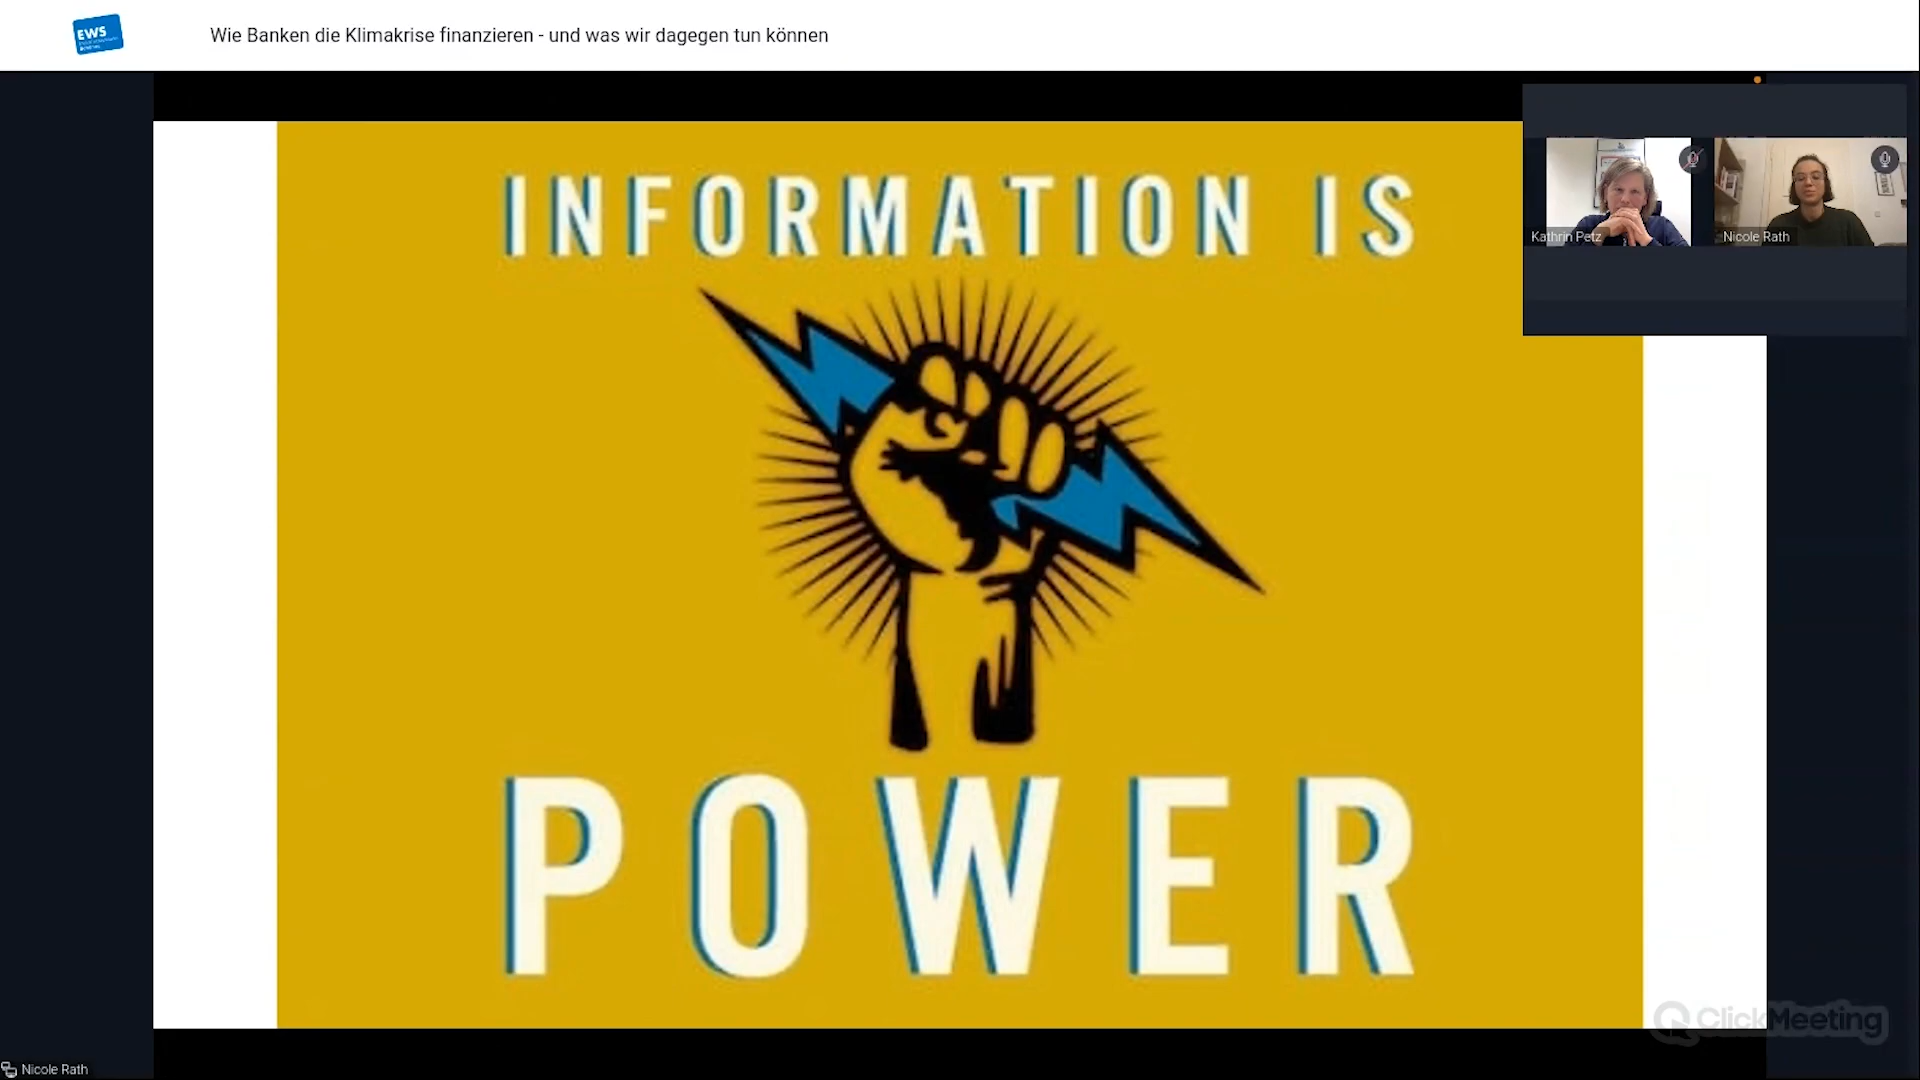 EWS
Wie Banken die Klimakrise finanzieren - und was wir dagegen tun können
INFORMATION IS
POWER
Kathrin Petz
Nicole Rath
ClickMeeting
Nicole Rath